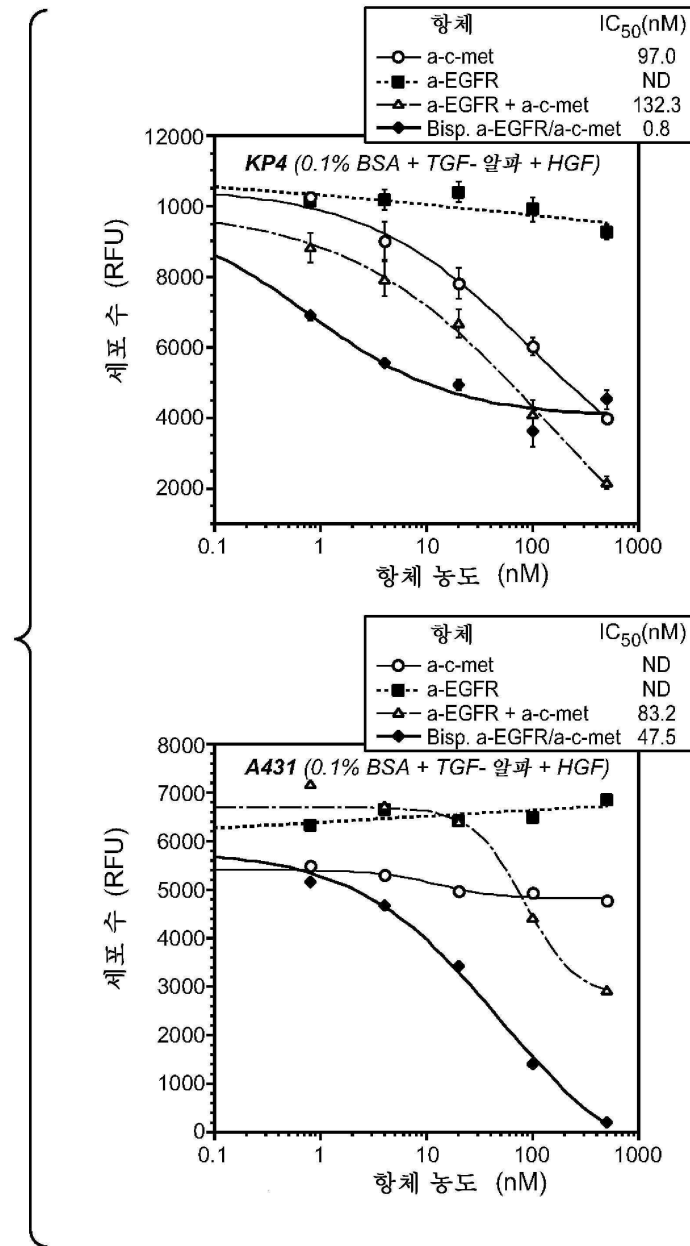 항체 IC50(nM)
a-c-met 97.0
a-EGFR ND
a-EGFR + a-c-met 132.3
Bisp. a-EGFR/a-c-met 0.8
KP4 (0.1% BSA + TGF- 알파 + HGF)
12000
10000
8000
6000
4000
2000
세포 수 (RFU)
0.1 1 10 100 1000
항체 농도 (nM)
항체 IC50(nM)
a-c-met ND
a-EGFR ND
a-EGFR + a-c-met 83.2
Bisp. a-EGFR/a-c-met 47.5
A431 (0.1% BSA + TGF- 알파 + HGF)
8000
7000
6000
5000
4000
3000
2000
1000
0
세포 수 (RFU)
0.1 1 10 100 1000
항체 농도 (nM)